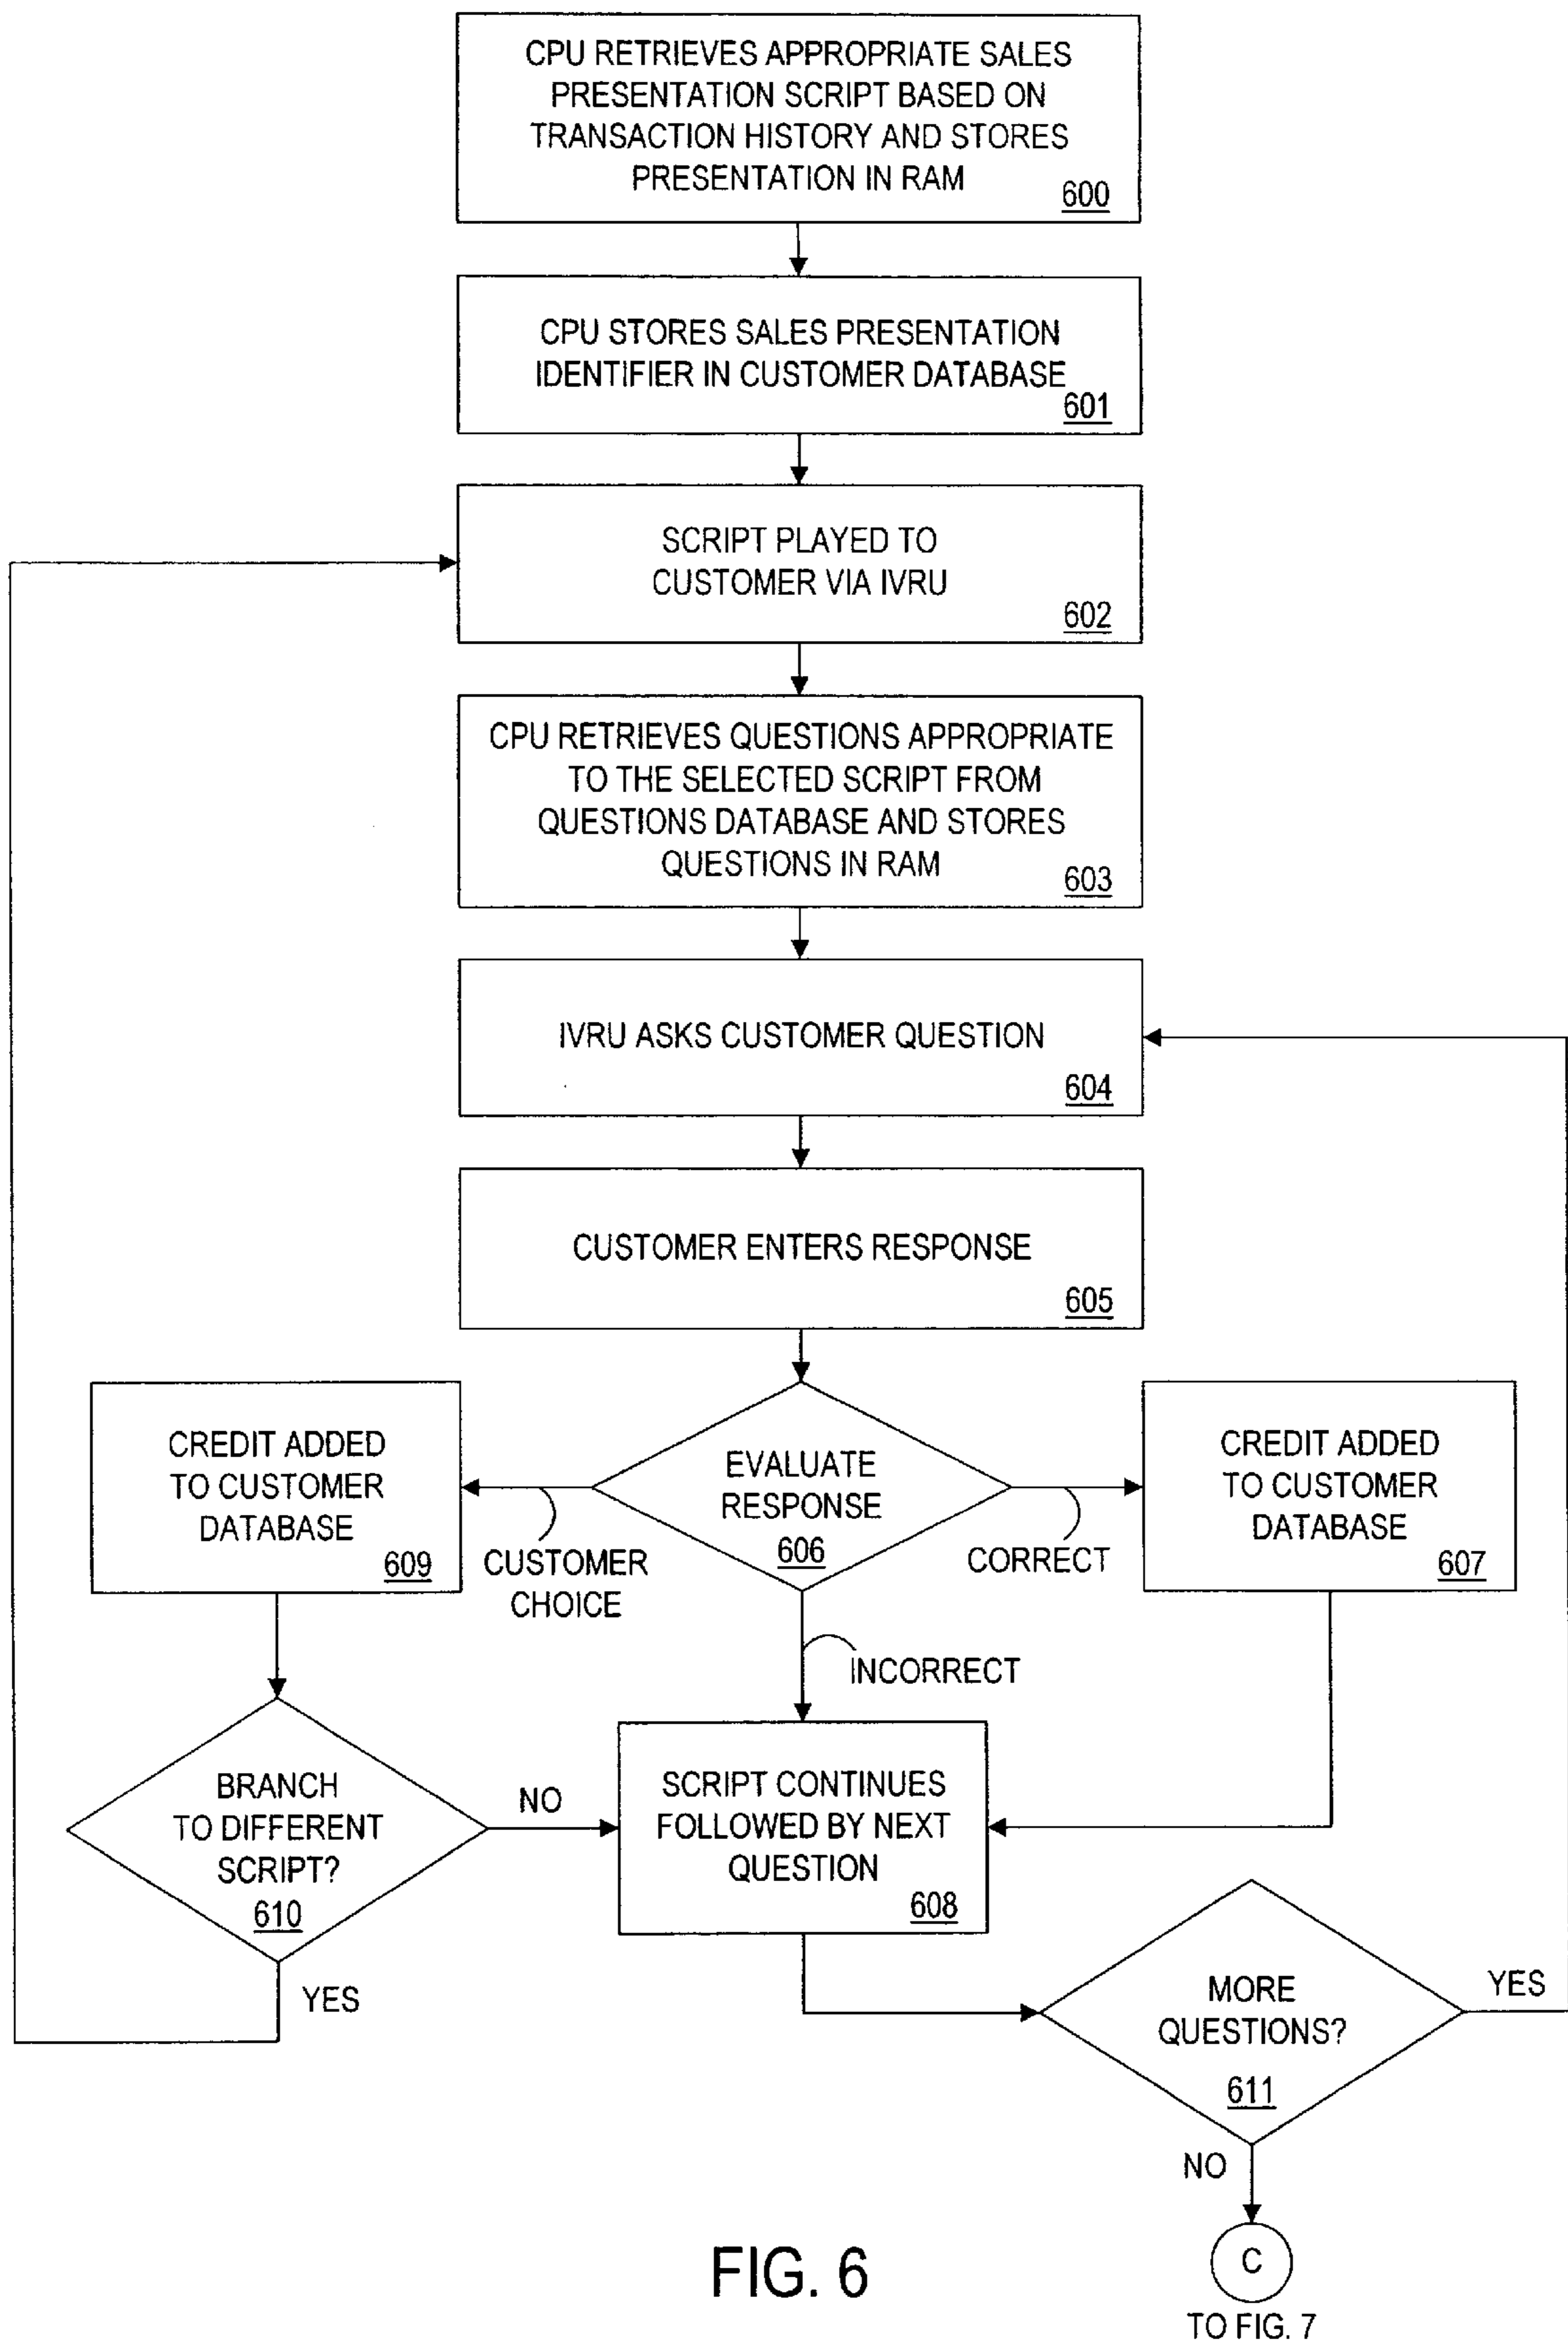 CPU RETRIEVES APPROPRIATE SALES
PRESENTATION SCRIPT BASED ON
TRANSACTION HISTORY AND STORES
PRESENTATION IN RAM
600
CPU STORES SALES PRESENTATION
IDENTIFIER IN CUSTOMER DATABASE
601
SCRIPT PLAYED TO
CUSTOMER VIA IVRU
602
CPU RETRIEVES QUESTIONS APPROPRIATE
TO THE SELECTED SCRIPT FROM
QUESTIONS DATABASE AND STORES
QUESTIONS IN RAM
603
IVRU ASKS CUSTOMER QUESTION
604
CUSTOMER ENTERS RESPONSE
605
CREDIT ADDED
TO CUSTOMER
DATABASE
609
CUSTOMER
CHOICE
EVALUATE
RESPONSE
606
CORRECT
CREDIT ADDED
TO CUSTOMER
DATABASE
607
INCORRECT
BRANCH
TO DIFFERENT
SCRIPT?
610
NO
YES
SCRIPT CONTINUES
FOLLOWED BY NEXT
QUESTION
608
MORE
QUESTIONS?
611
YES
NO
C
TO FIG. 7
FIG. 6